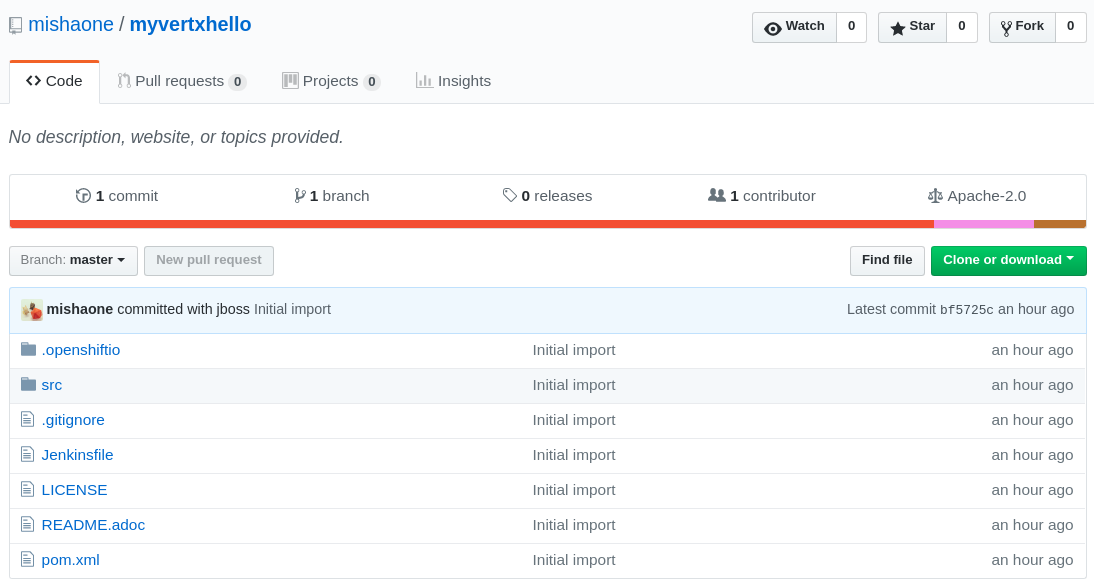 mishaone / myvertxhello Watch 0 Star 0 Fork 0
Code Pull requests 0 Projects 0 Insights
No description, website, or topics provided.
1 commit 1 branch 0 releases 1 contributor Apache-2.0
Branch: master New pull request Find file Clone or download
mishaone committed with jboss Initial import Latest commit bf5725c an hour ago
.openshiftio Initial import an hour ago
src Initial import an hour ago
.gitignore Initial import an hour ago
Jenkinsfile Initial import an hour ago
LICENSE Initial import an hour ago
README.adoc Initial import an hour ago
pom.xml Initial import an hour ago